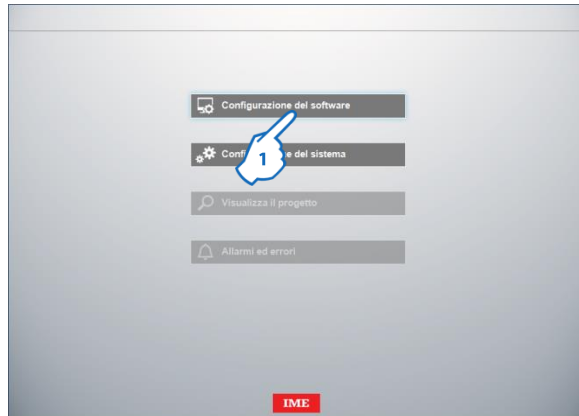 Configurazione del software
Confi e del sistema
1
Visualizza il progetto
Allarmi ed errori
IME